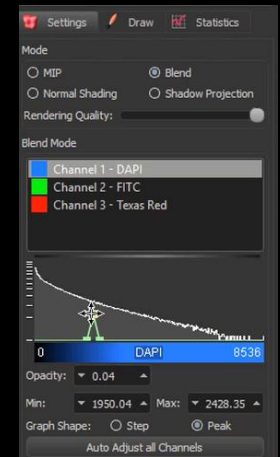 Settings Draw Statistics
Mode
MIP Blend
Normal Shading Shadow Projection
Rendering Quality:
Blend Mode
Channel 1 - DAPI
Channel 2 - FITC
Channel 3 - Texas Red
0 DAPI 8536
Opacity: 0.04
Min: 1950.04 Max: 2428.35
Graph Shape: Step Peak
Auto Adjust all Channels